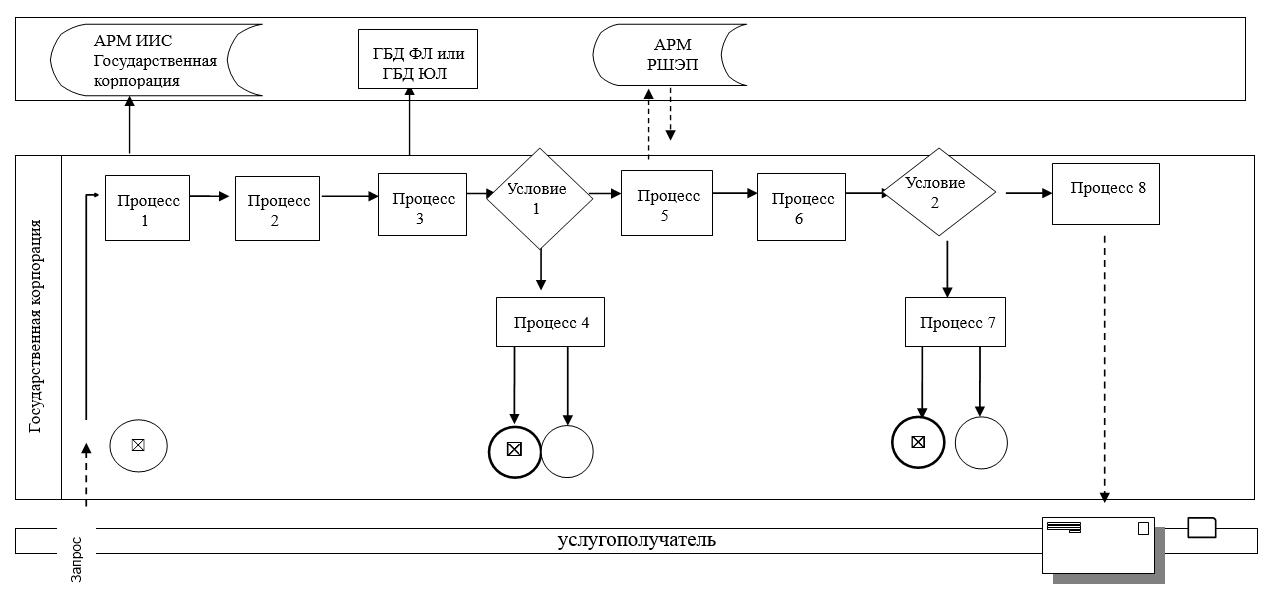 АРМ ИИС
Государственная
корпорация
ГБД ФЛ или
ГБД ЮЛ
АРМ
РШЭП
Государственная корпорация
Процесс
1
Процесс
2
Процесс
3
Условие
1
Процесс
5
Процесс
6
Условие
2
Процесс 8
Процесс 4
Процесс 7
Запрос
услугополучатель